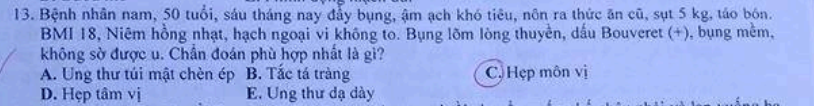 13. Bệnh nhân nam, 50 tuổi, sáu tháng nay đầy bụng, ậm ạch khó tiêu, nôn ra thức ăn cũ, sụt 5 kg, táo bón.
BMI 18, Niêm hồng nhạt, hạch ngoại vi không to. Bụng lõm lòng thuyền, dấu Bouveret (+), bụng mềm,
không sờ được u. Chẩn đoán phù hợp nhất là gì?
A. Ung thư túi mật chèn ép B. Tắc tá tràng C. Hẹp môn vị
D. Hẹp tâm vị E. Ung thư dạ dày